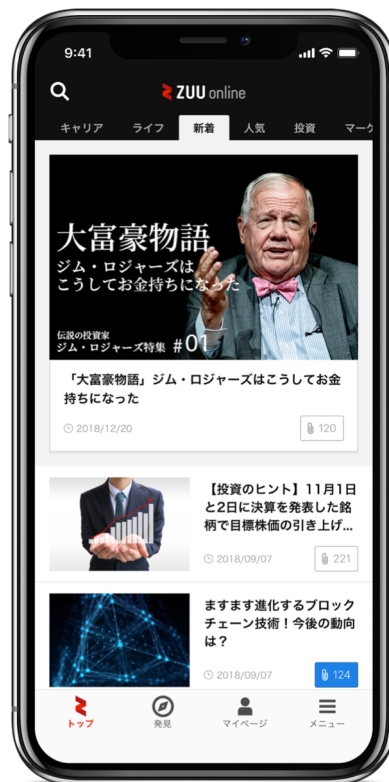 9:41
ZUU online
キャリア ライフ 新着 人気 投資 マーケ
大富豪物語
ジム・ロジャーズは
こうしてお金持ちになった
伝説の投資家
ジム・ロジャーズ特集 #01
「大富豪物語」ジム・ロジャーズはこうしてお金
持ちになった
2018/12/20 120
【投資のヒント】11月1日
と2日に決算を発表した銘
柄で目標株価の引き上げ...
2018/09/07 221
ますます進化するブロック
チェーン技術！今後の動向
は？
2018/09/07 124
トップ 発見 マイページ メニュー